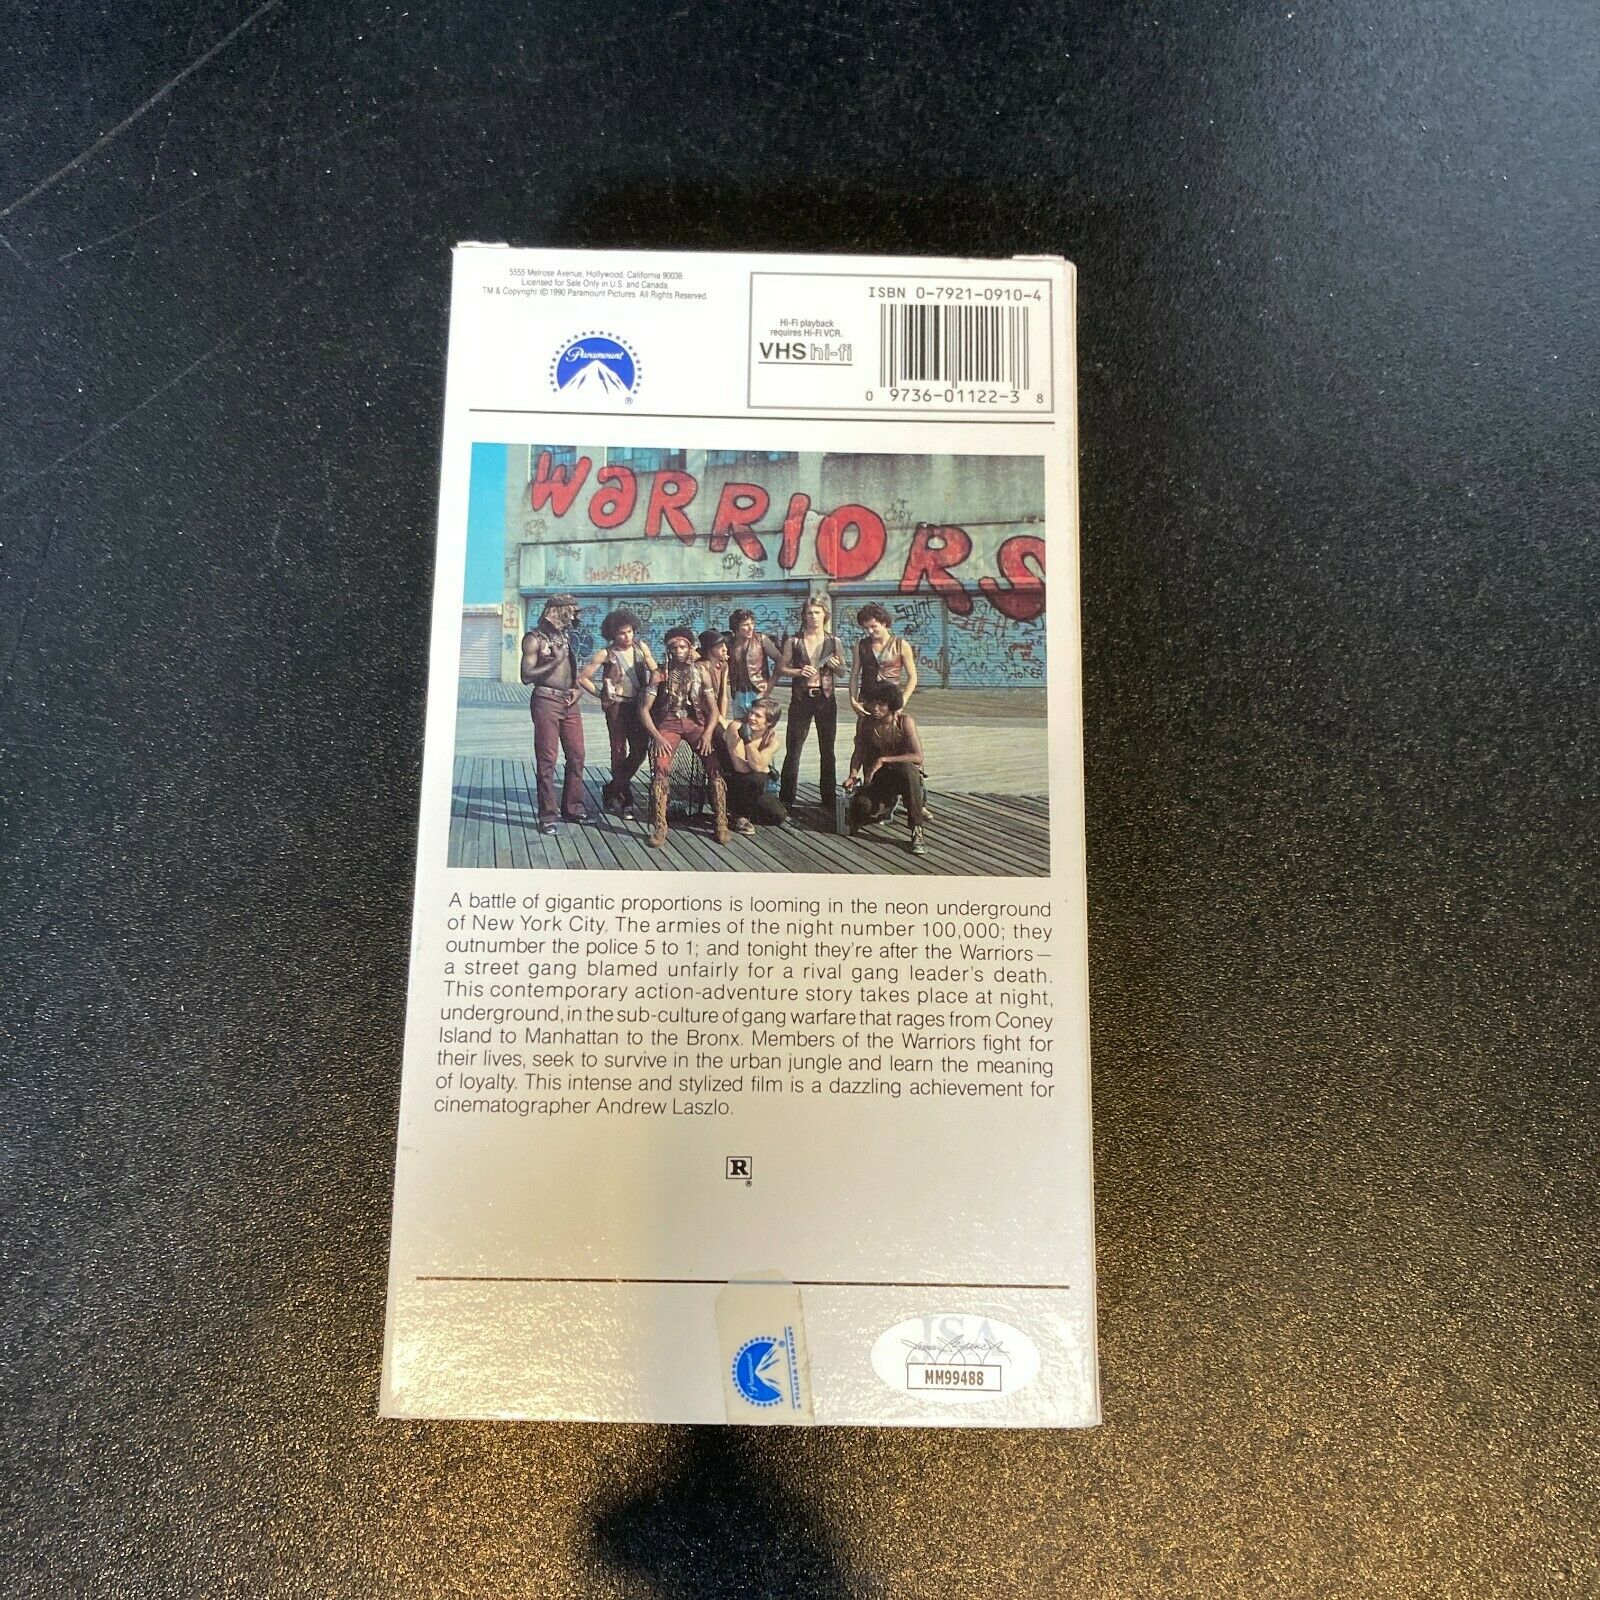 5555 Melrose Avenue, Hollywood, California 90038.
Licensed for Sale Only in U.S. and Canada.
TM & Copyright © 1990 Paramount Pictures. All Rights Reserved.
Paramount
®
Hi-Fi playback
requires Hi-Fi VCR.
VHS hi-fi
ISBN 0-7921-0910-4
0 9736-01122-3 8
WARRIORS
A battle of gigantic proportions is looming in the neon underground
of New York City. The armies of the night number 100,000; they
outnumber the police 5 to 1; and tonight they're after the Warriors—
a street gang blamed unfairly for a rival gang leader's death.
This contemporary action-adventure story takes place at night,
underground, in the sub-culture of gang warfare that rages from Coney
Island to Manhattan to the Bronx. Members of the Warriors fight for
their lives, seek to survive in the urban jungle and learn the meaning
of loyalty. This intense and stylized film is a dazzling achievement for
cinematographer Andrew Laszlo.
R
®
Paramount
A VIACOM COMPANY
JSA
MM99488